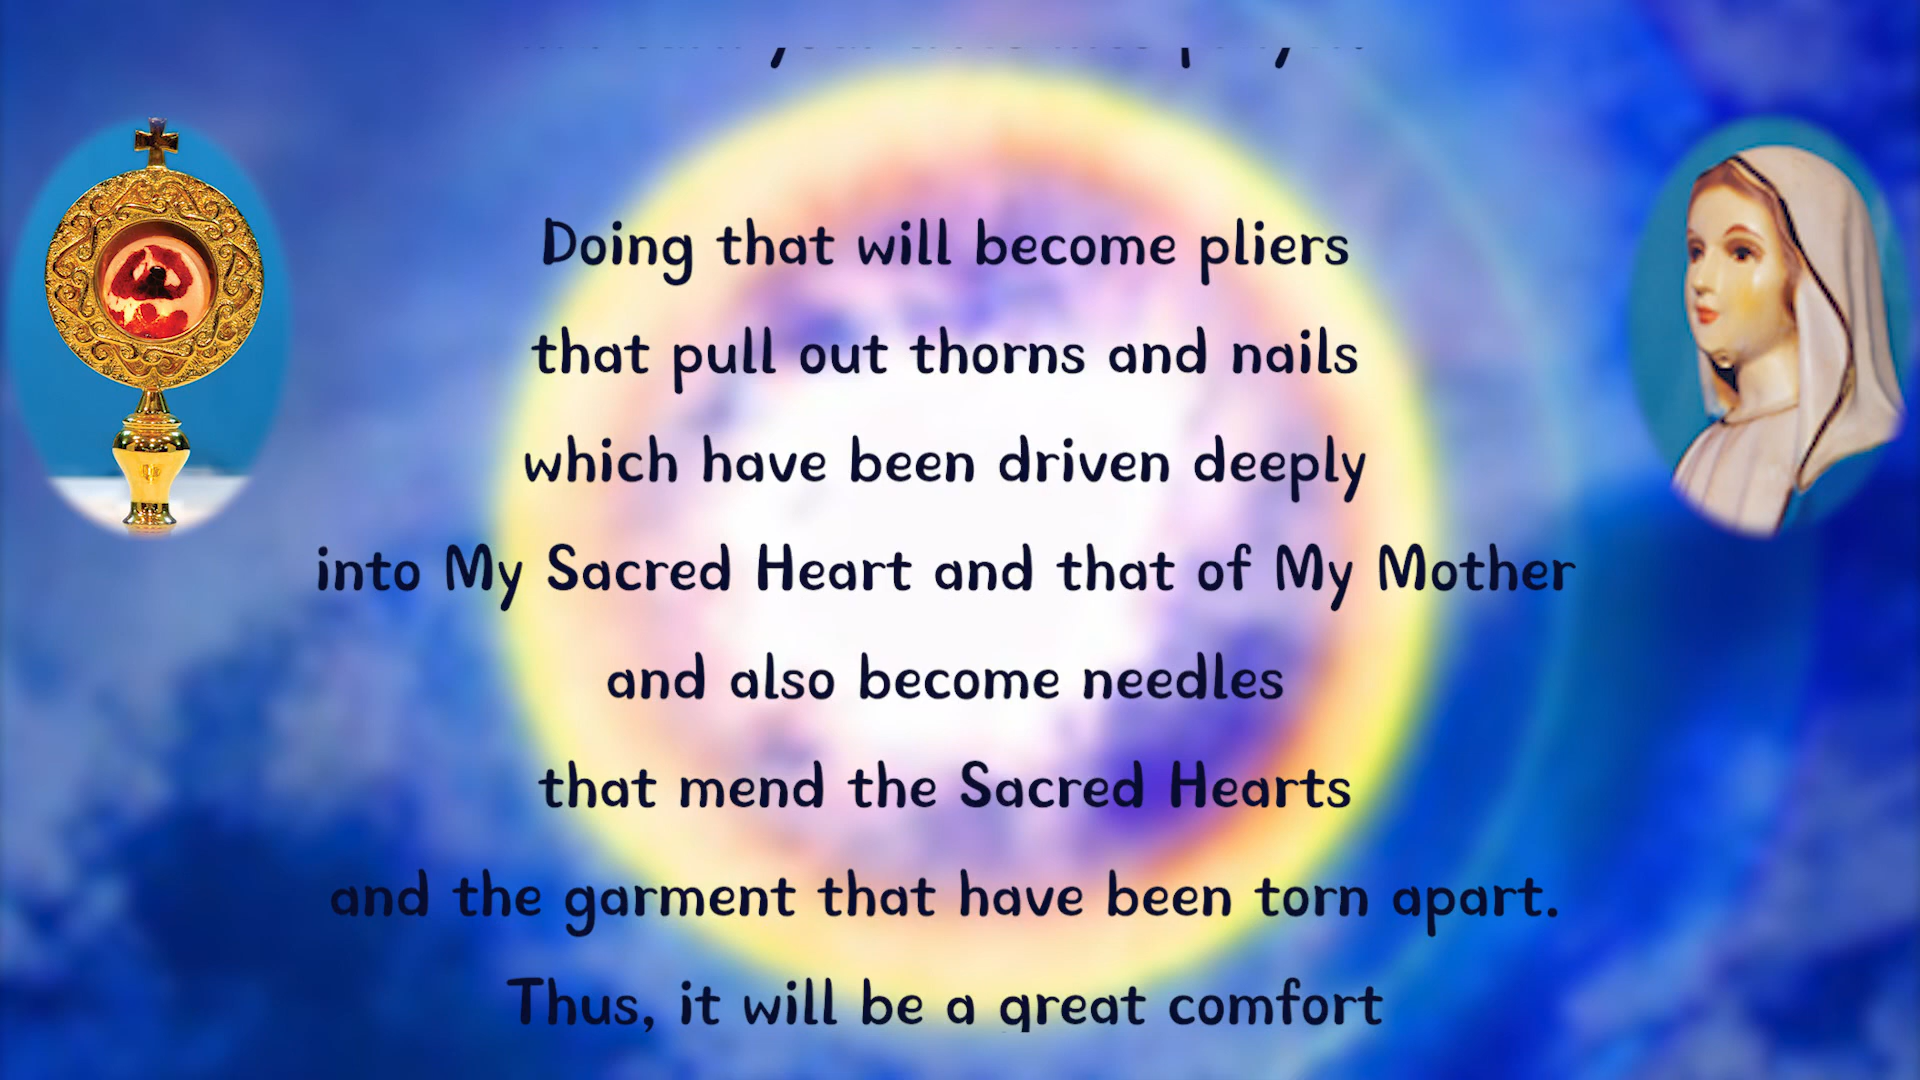 Doing that will become pliers
that pull out thorns and nails
which have been driven deeply
into My Sacred Heart and that of My Mother
and also become needles
that mend the Sacred Hearts
and the garment that have been torn apart.
Thus, it will be a great comfort